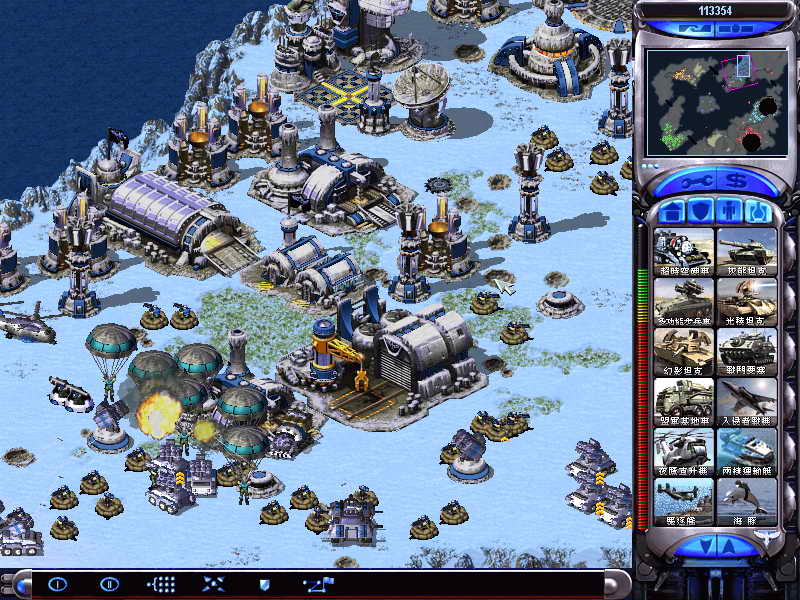 113354
超時空礦車
灰熊坦克
多功能步兵車
光稜坦克
幻影坦克
戰鬥要塞
盟軍基地車
入侵者戰機
夜鷹直升機
兩棲運輸艇
驅逐艦
海豚